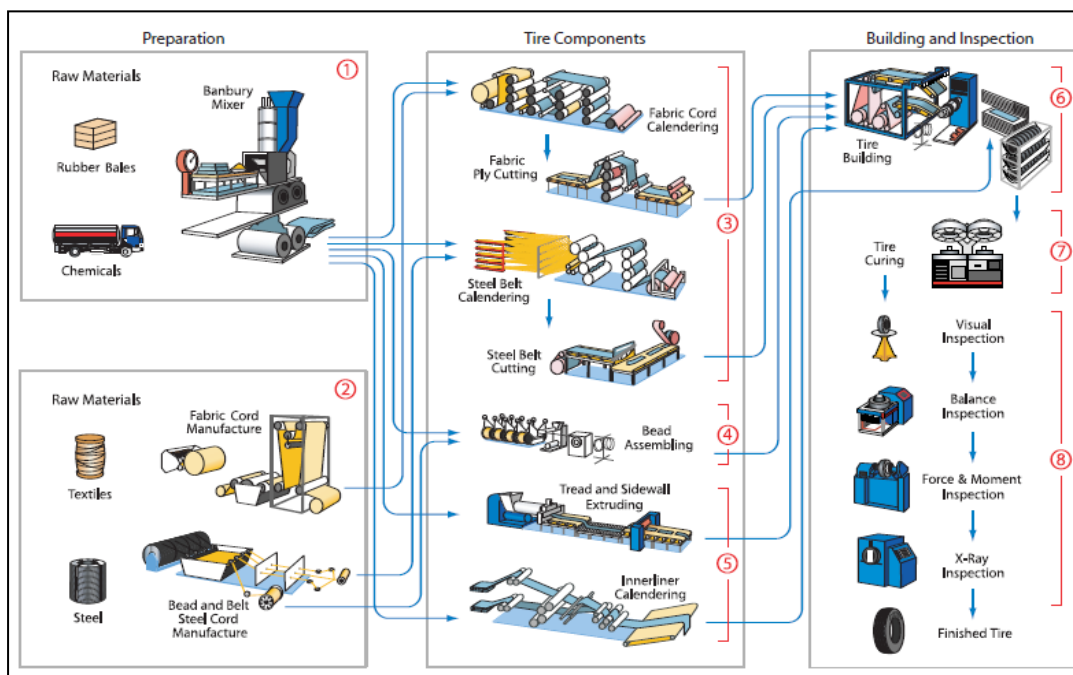 Preparation
Tire Components
Building and Inspection
Raw Materials
①
Banbury
Mixer
Rubber Bales
Chemicals
②
Raw Materials
Fabric Cord
Manufacture
Textiles
Steel
Bead and Belt
Steel Cord
Manufacture
Fabric Cord
Calendering
Fabric
Ply Cutting
③
Steel Belt
Calendering
Steel Belt
Cutting
Bead
Assembling
④
Tread and Sidewall
Extruding
⑤
Innerliner
Calendering
⑥
Tire
Building
Tire
Curing
⑦
Visual
Inspection
Balance
Inspection
⑧
Force & Moment
Inspection
X-Ray
Inspection
Finished Tire